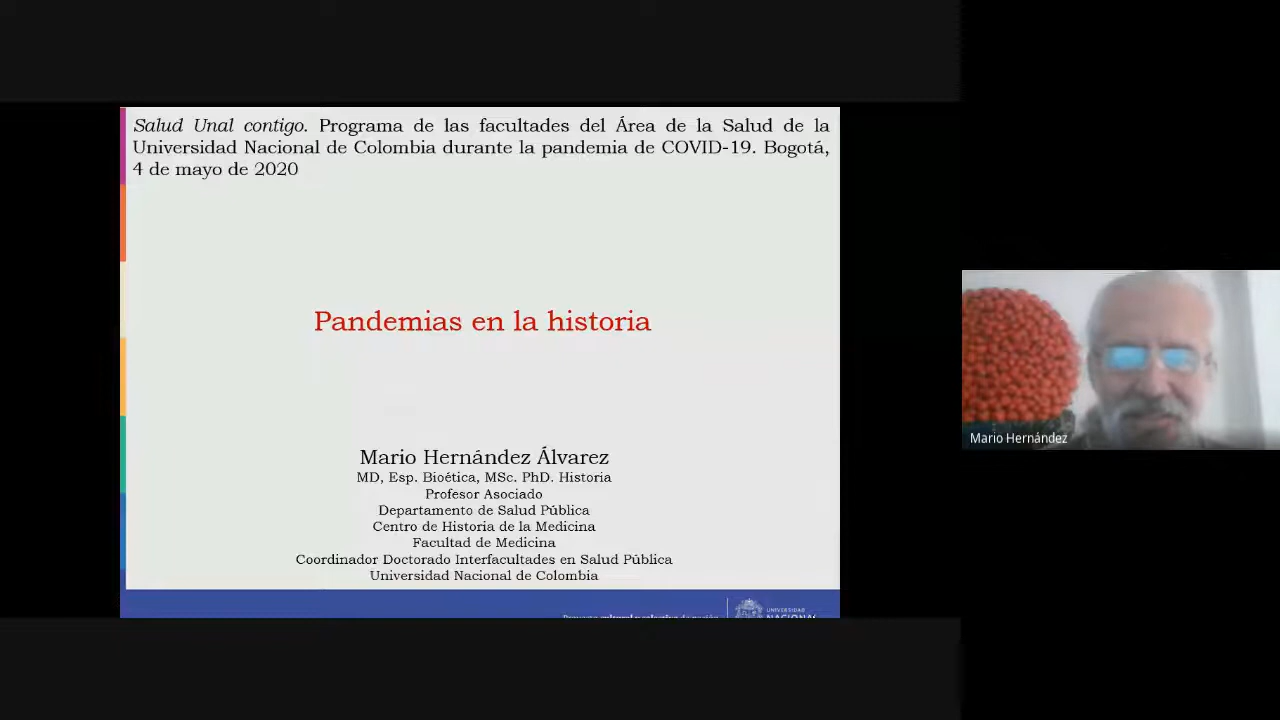 Salud Unal contigo. Programa de las facultades del Área de la Salud de la
Universidad Nacional de Colombia durante la pandemia de COVID-19. Bogotá,
4 de mayo de 2020
Pandemias en la historia
Mario Hernández Álvarez
MD, Esp. Bioética, MSc. PhD. Historia
Profesor Asociado
Departamento de Salud Pública
Centro de Historia de la Medicina
Facultad de Medicina
Coordinador Doctorado Interfacultades en Salud Pública
Universidad Nacional de Colombia
UNIVERSIDAD
NACIONAL
Mario Hernández